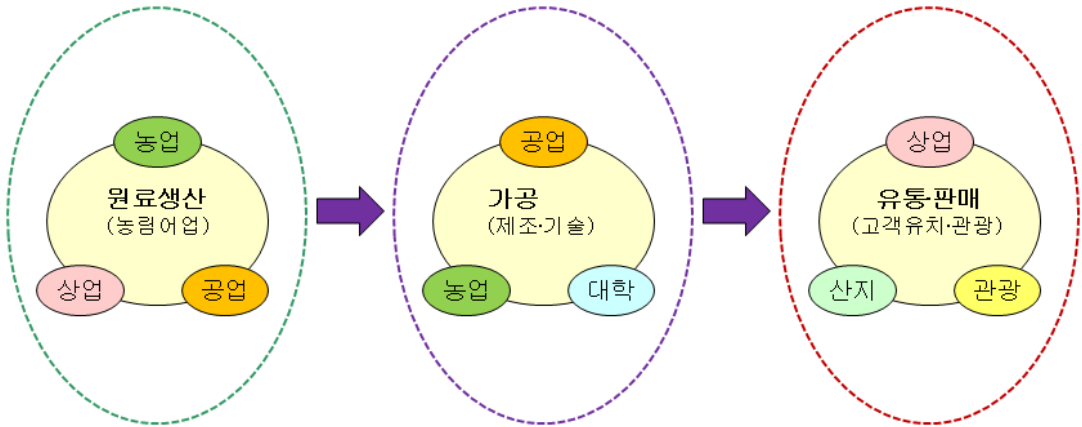 농업
원료생산
(농림어업)
상업
공업
공업
가공
(제조·기술)
농업
대학
상업
유통·판매
(고객유치·관광)
산지
관광